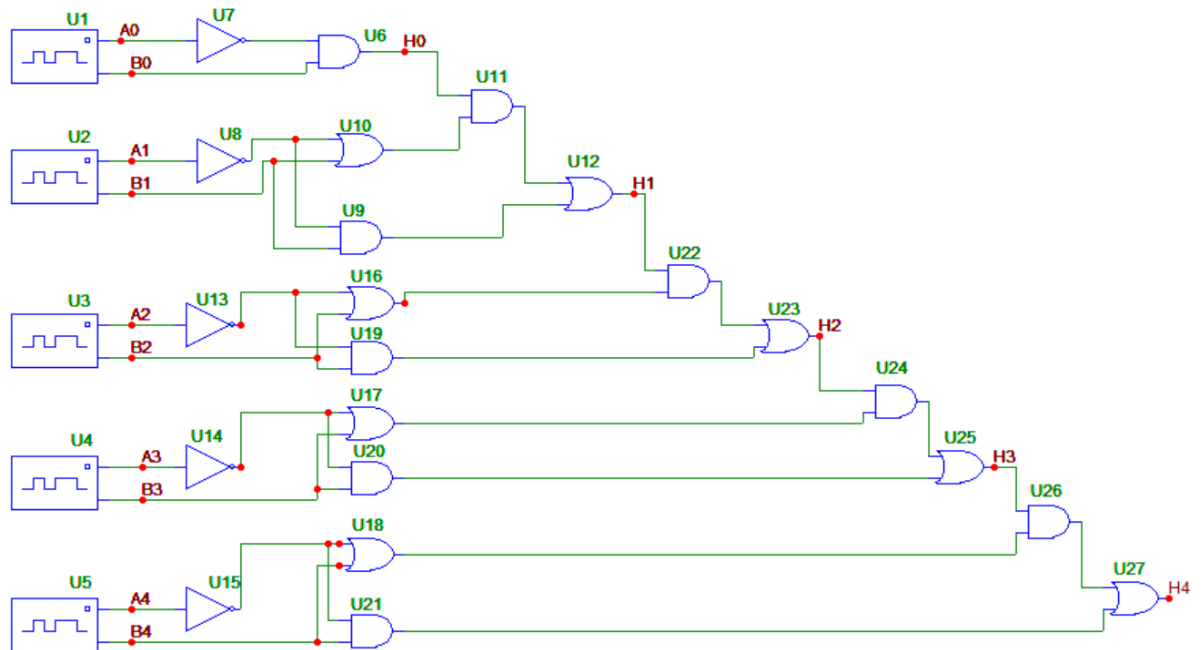 U1 A0 U7 U6 H0
B0
U11
U2 A1 U8 U10 U12
B1 U9 H1
U22
U3 A2 U13 U16 U23
B2 U19 H2
U24
U4 A3 U14 U17 U25
B3 U20 H3
U26
U5 A4 U15 U18 U27
B4 U21 H4